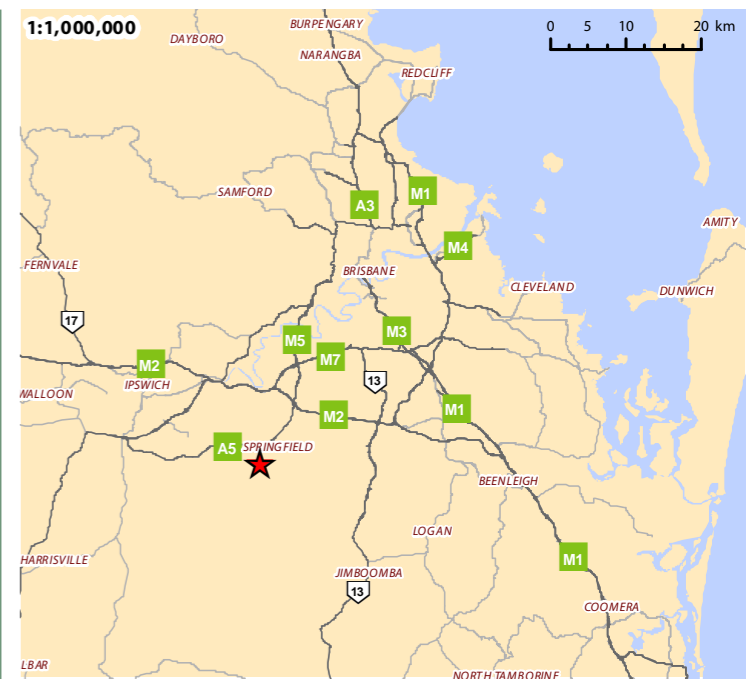 1:1,000,000
BURPENGARY
0 5 10 20 km
DAYBORO
NARANGBA
REDCLIFF
SAMFORD
A3
M1
AMITY
M4
FERNVALE
BRISBANE
CLEVELAND
DUNWICH
17
M5
M3
M7
M2
13
IPSWICH
WALLOON
M2
M1
A5
SPRINGFIELD
BEENLEIGH
LOGAN
HARRISVILLE
M1
JIMBOOMBA
13
COOMERA
LBAR
NORTH TAMBORINE